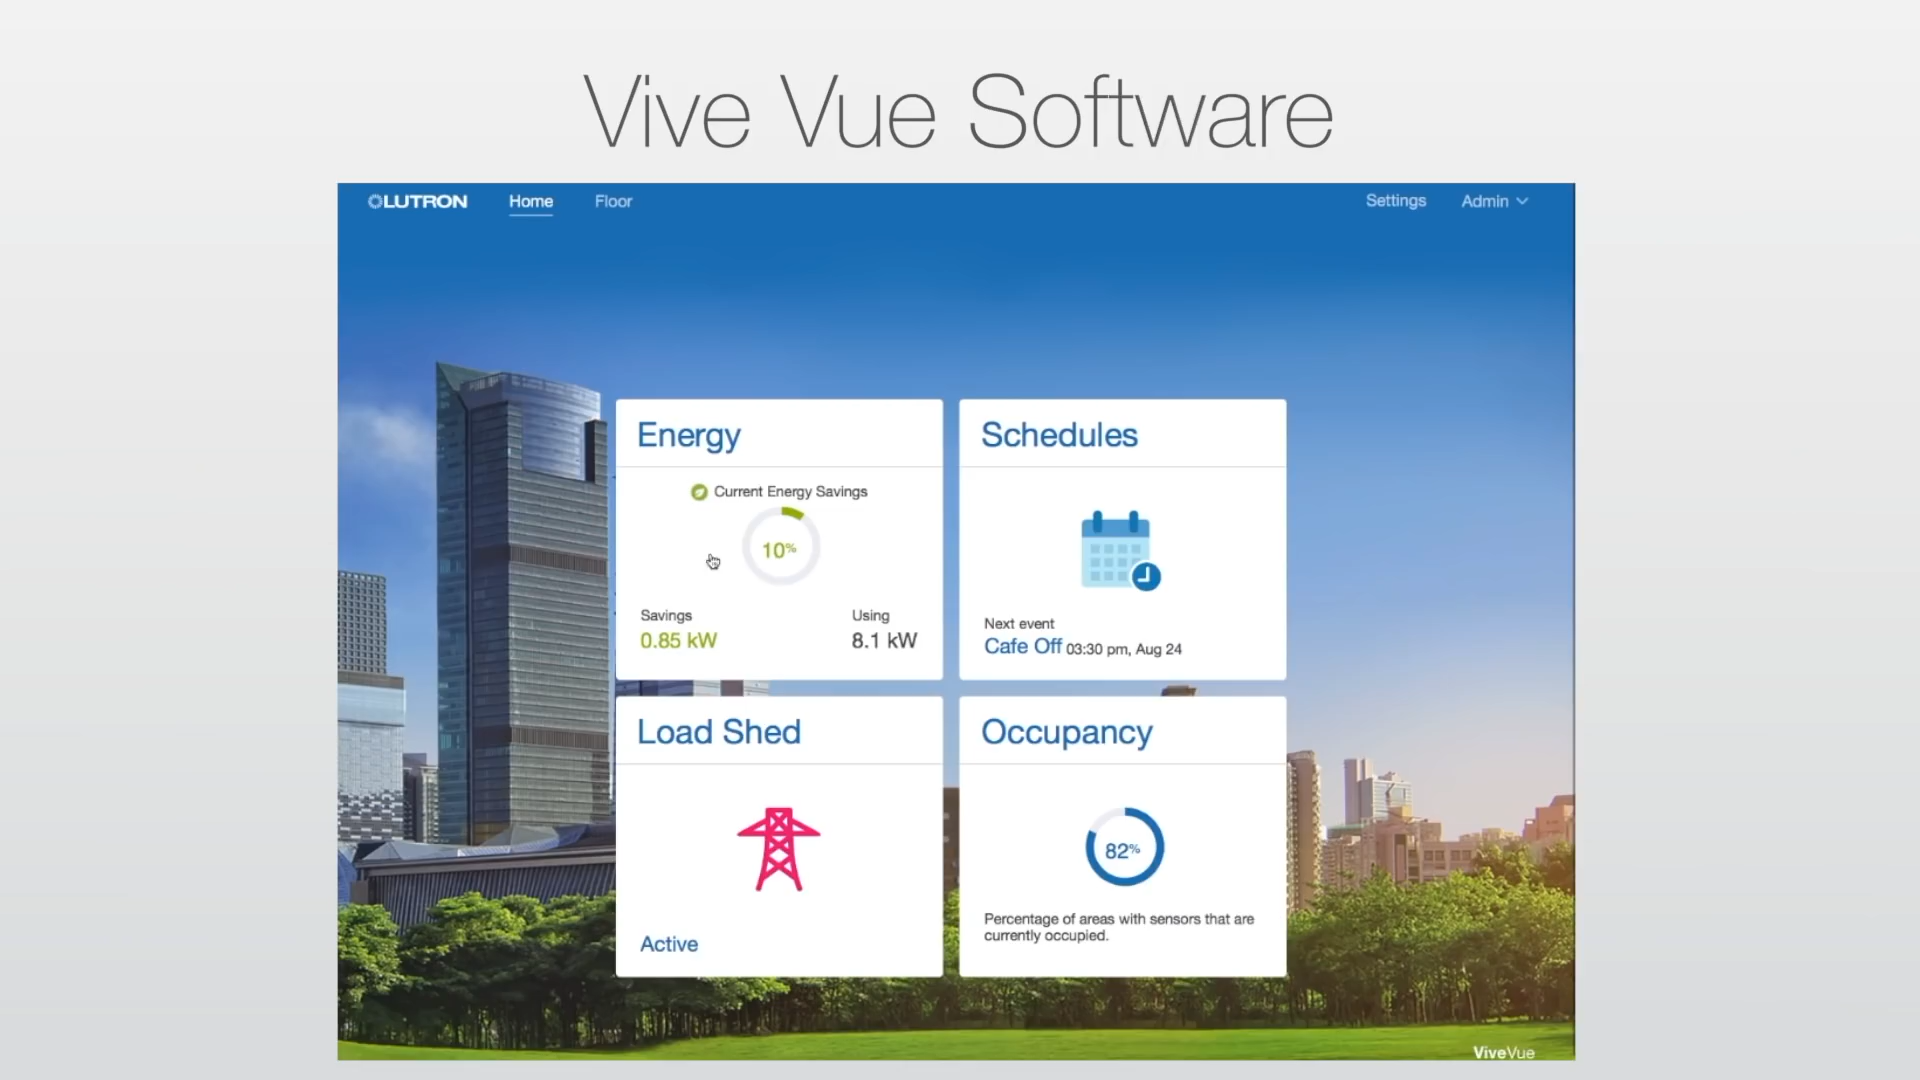 Vive Vue Software
LUTRON Home Floor Settings Admin
Energy
Current Energy Savings
10%
Savings
0.85 kW
Using
8.1 kW
Schedules
Next event
Cafe Off 03:30 pm, Aug 24
Load Shed
Active
Occupancy
82%
Percentage of areas with sensors that are
currently occupied.
ViveVue